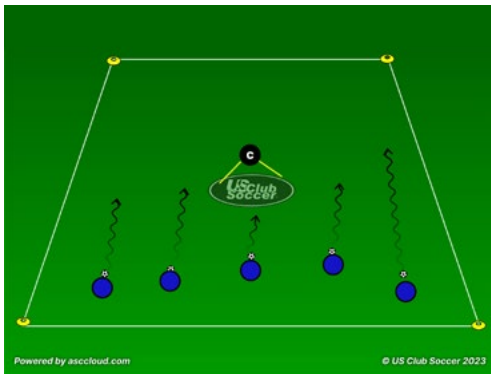 C
US Club
Soccer
Powered by asccloud.com
© US Club Soccer 2023